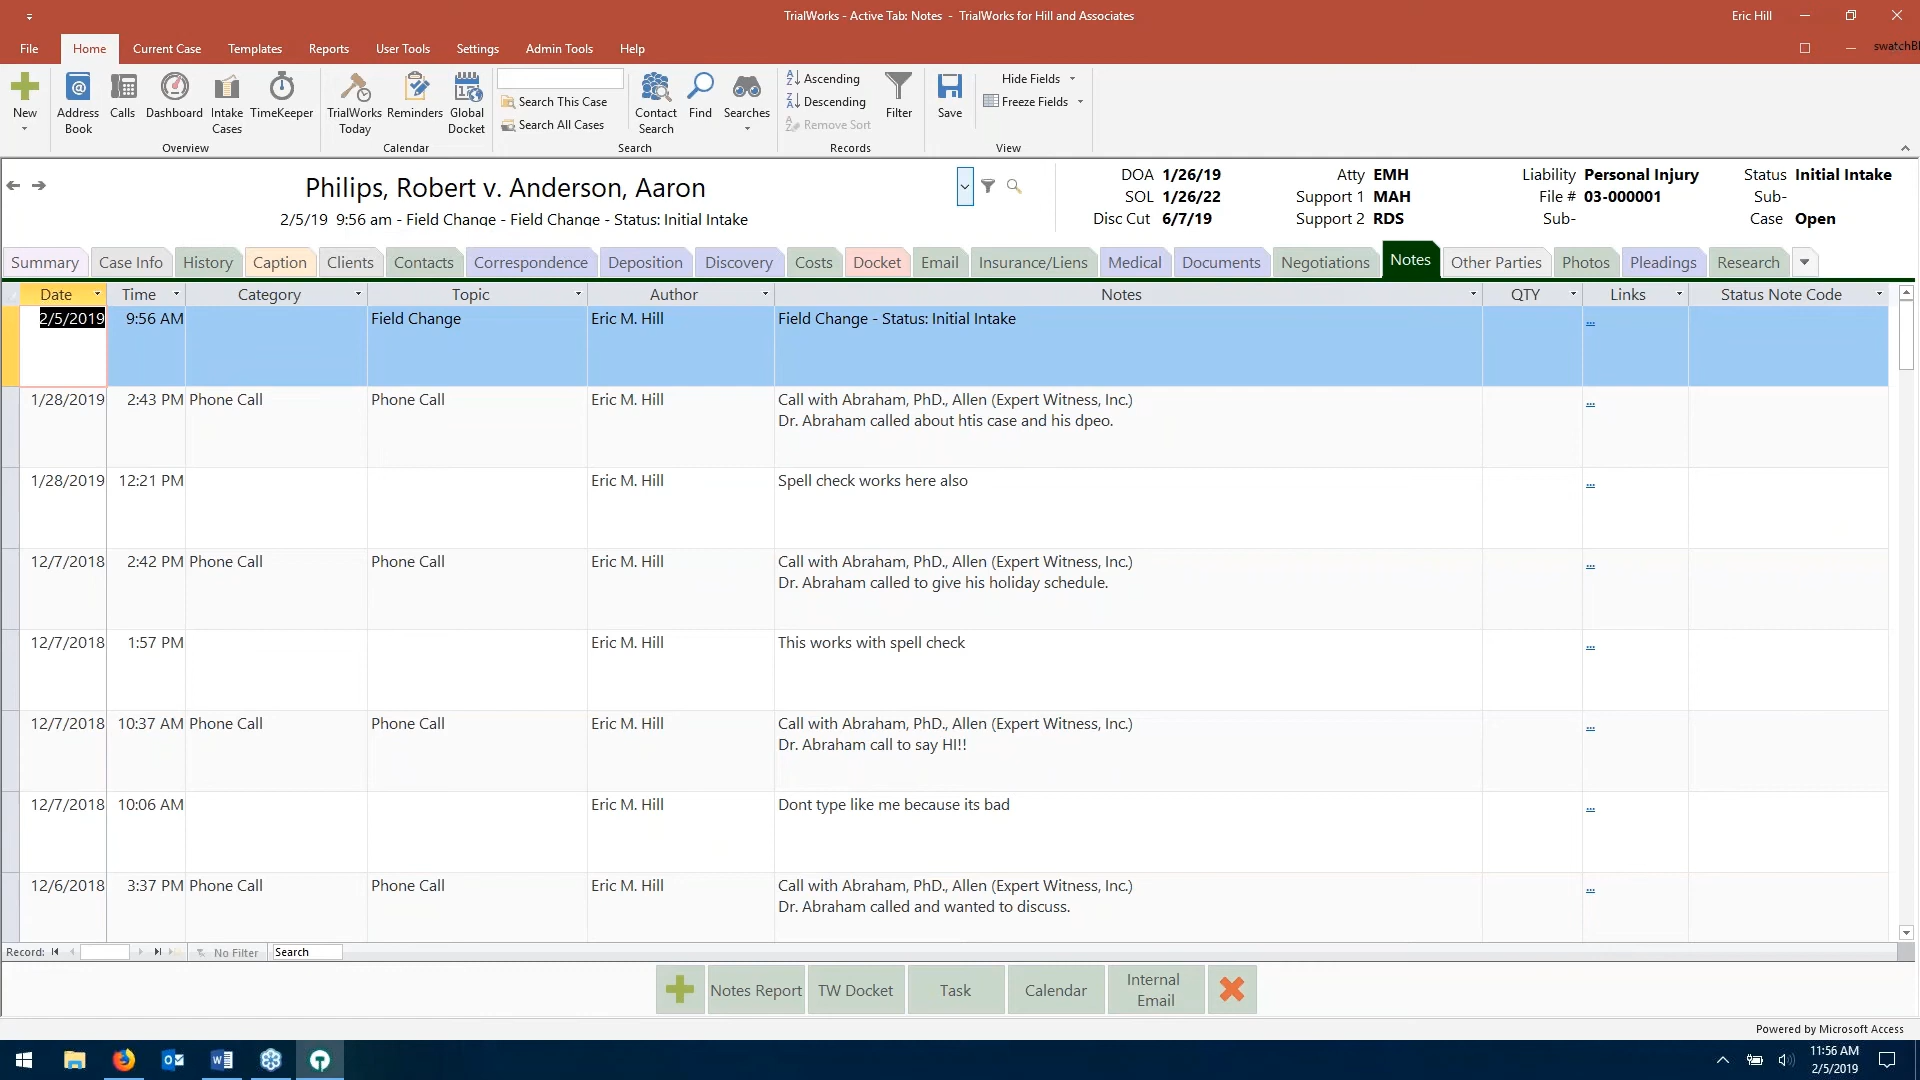 TrialWorks - Active Tab: Notes - TrialWorks for Hill and Associates
Eric Hill
File Home Current Case Templates Reports User Tools Settings Admin Tools Help
swatchBl
New
Address Book
Calls
Dashboard
Intake Cases
TimeKeeper
Overview
TrialWorks Today
Reminders
Global Docket
Calendar
Search This Case
Search All Cases
Contact Search
Find
Searches
Search
Ascending
Descending
Remove Sort
Filter
Records
Save
Hide Fields
Freeze Fields
View
Philips, Robert v. Anderson, Aaron
2/5/19 9:56 am - Field Change - Field Change - Status: Initial Intake
DOA 1/26/19 Atty EMH Liability Personal Injury Status Initial Intake
SOL 1/26/22 Support 1 MAH File # 03-000001 Sub-
Disc Cut 6/7/19 Support 2 RDS Sub- Case Open
Summary Case Info History Caption Clients Contacts Correspondence Deposition Discovery Costs Docket Email Insurance/Liens Medical Documents Negotiations Notes Other Parties Photos Pleadings Research
Date Time Category Topic Author Notes QTY Links Status Note Code
2/5/2019 9:56 AM Field Change Eric M. Hill Field Change - Status: Initial Intake ...
1/28/2019 2:43 PM Phone Call Phone Call Eric M. Hill Call with Abraham, PhD., Allen (Expert Witness, Inc.) ...
Dr. Abraham called about htis case and his dpeo.
1/28/2019 12:21 PM Eric M. Hill Spell check works here also ...
12/7/2018 2:42 PM Phone Call Phone Call Eric M. Hill Call with Abraham, PhD., Allen (Expert Witness, Inc.) ...
Dr. Abraham called to give his holiday schedule.
12/7/2018 1:57 PM Eric M. Hill This works with spell check ...
12/7/2018 10:37 AM Phone Call Phone Call Eric M. Hill Call with Abraham, PhD., Allen (Expert Witness, Inc.) ...
Dr. Abraham call to say HI!!
12/7/2018 10:06 AM Eric M. Hill Dont type like me because its bad ...
12/6/2018 3:37 PM Phone Call Phone Call Eric M. Hill Call with Abraham, PhD., Allen (Expert Witness, Inc.) ...
Dr. Abraham called and wanted to discuss.
Record: No Filter Search
Notes Report TW Docket Task Calendar Internal Email
Powered by Microsoft Access
11:56 AM
2/5/2019